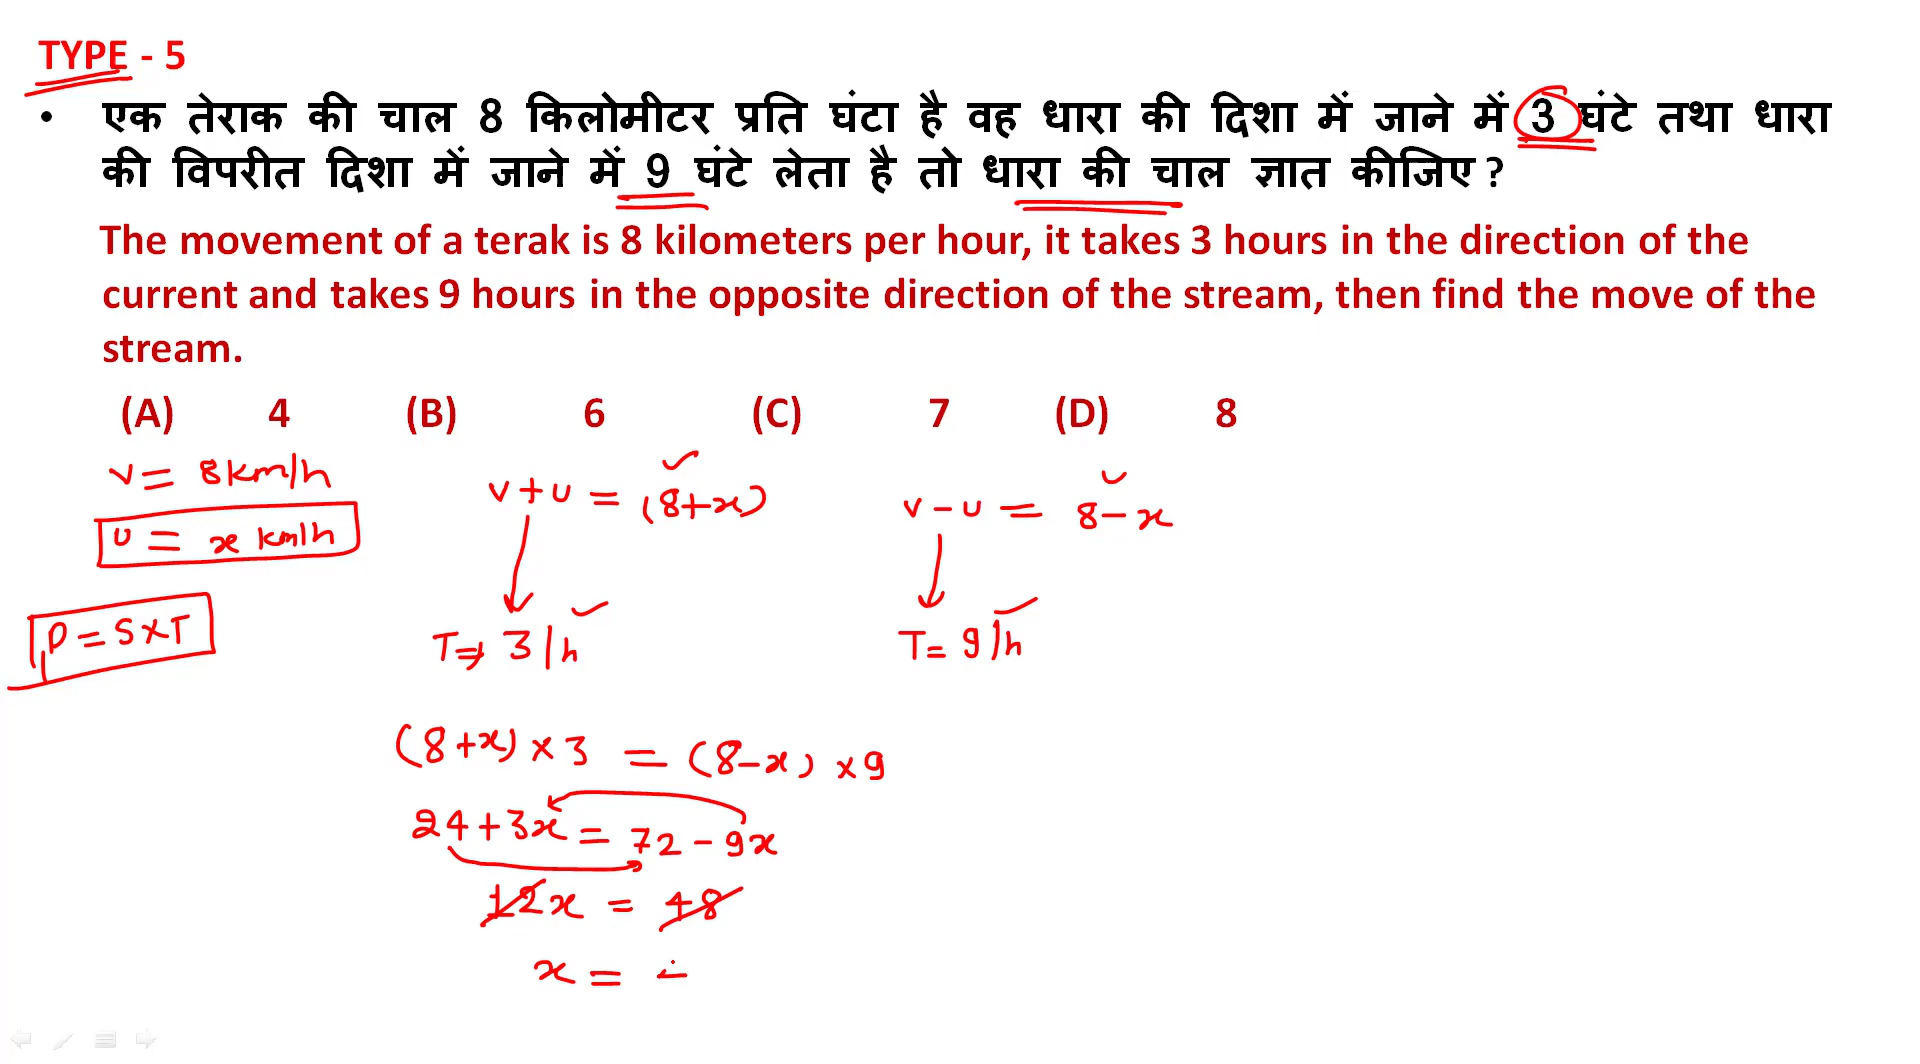 TYPE - 5
• एक तेराक की चाल 8 किलोमीटर प्रति घंटा है वह धारा की दिशा में जाने में 3 घंटे तथा धारा
की विपरीत दिशा में जाने में 9 घंटे लेता है तो धारा की चाल ज्ञात कीजिए ?
The movement of a terak is 8 kilometers per hour, it takes 3 hours in the direction of the
current and takes 9 hours in the opposite direction of the stream, then find the move of the
stream.
(A) 4 (B) 6 (C) 7 (D) 8
v = 8 km/h
v+u = (8+x)
v-u = 8-x
u = x km/h
D = S×T
T⇒ 3/h
T= 9/h
(8+x)×3 = (8-x)×9
24+3x = 72-9x
12x = 48
x =